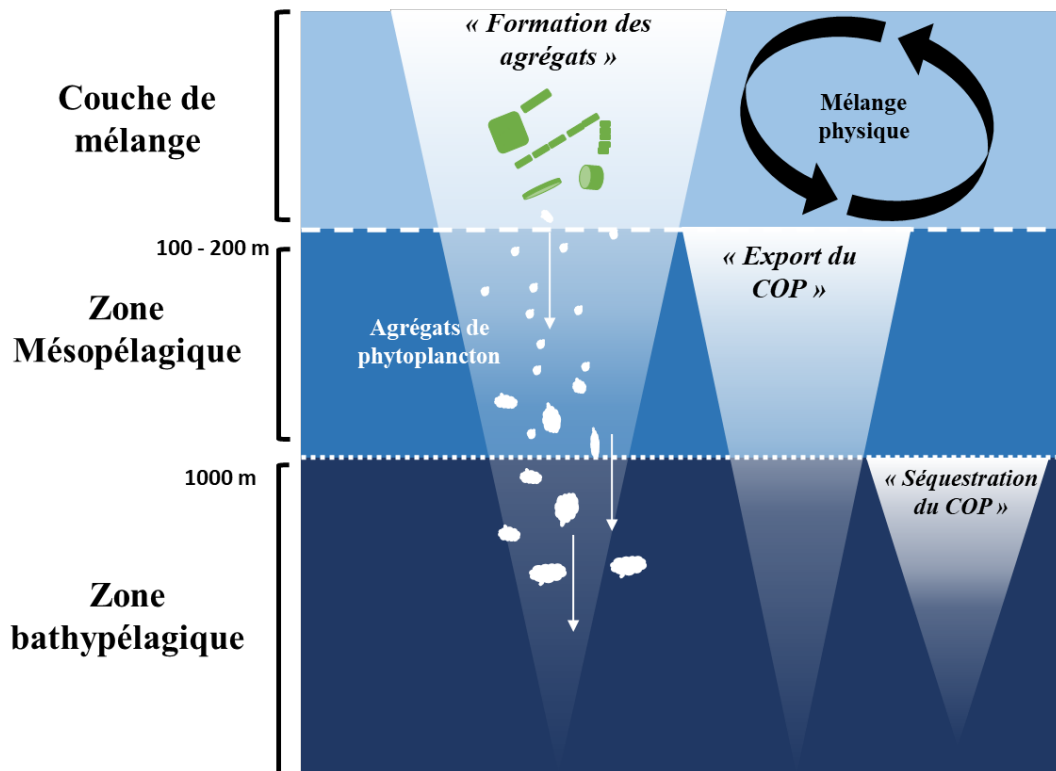 « Formation des
agrégats »
Couche de
mélange
Mélange
physique
100 - 200 m
« Export du
COP »
Zone
Mésopélagique
Agrégats de
phytoplancton
1000 m
« Séquestration
du COP »
Zone
bathypélagique